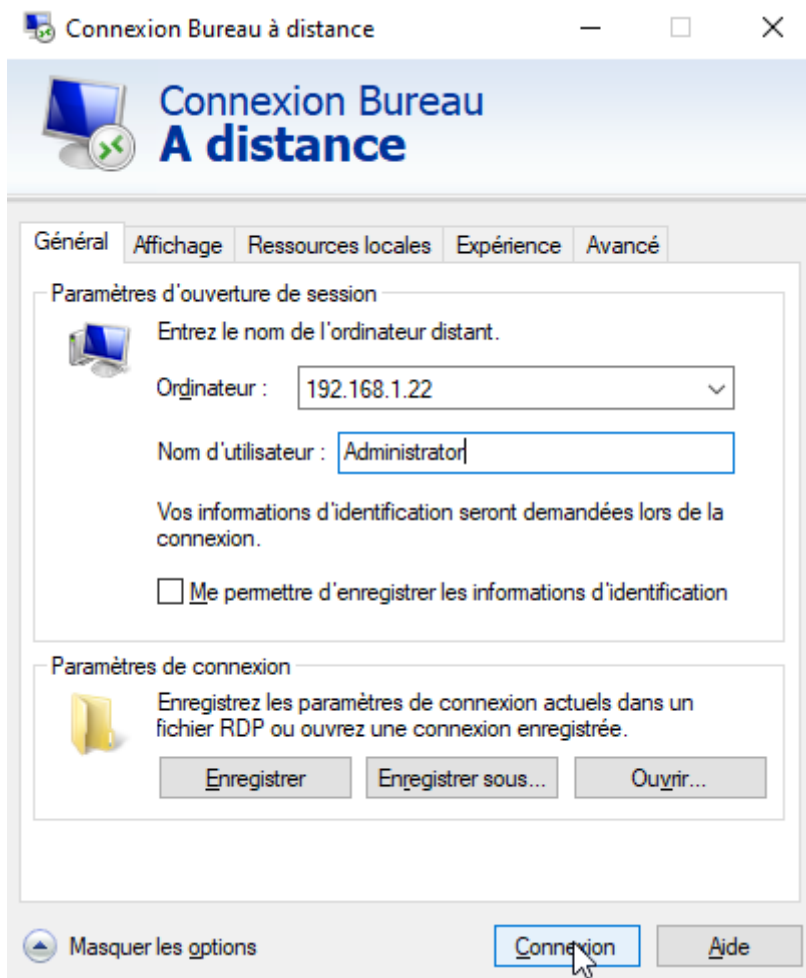 Connexion Bureau à distance
Connexion Bureau
A distance
Général Affichage Ressources locales Expérience Avancé
Paramètres d'ouverture de session
Entrez le nom de l'ordinateur distant.
Ordinateur : 192.168.1.22
Nom d'utilisateur : Administrator
Vos informations d'identification seront demandées lors de la
connexion.
Me permettre d'enregistrer les informations d'identification
Paramètres de connexion
Enregistrez les paramètres de connexion actuels dans un
fichier RDP ou ouvrez une connexion enregistrée.
Enregistrer Enregistrer sous... Ouvrir...
Masquer les options Connexion Aide